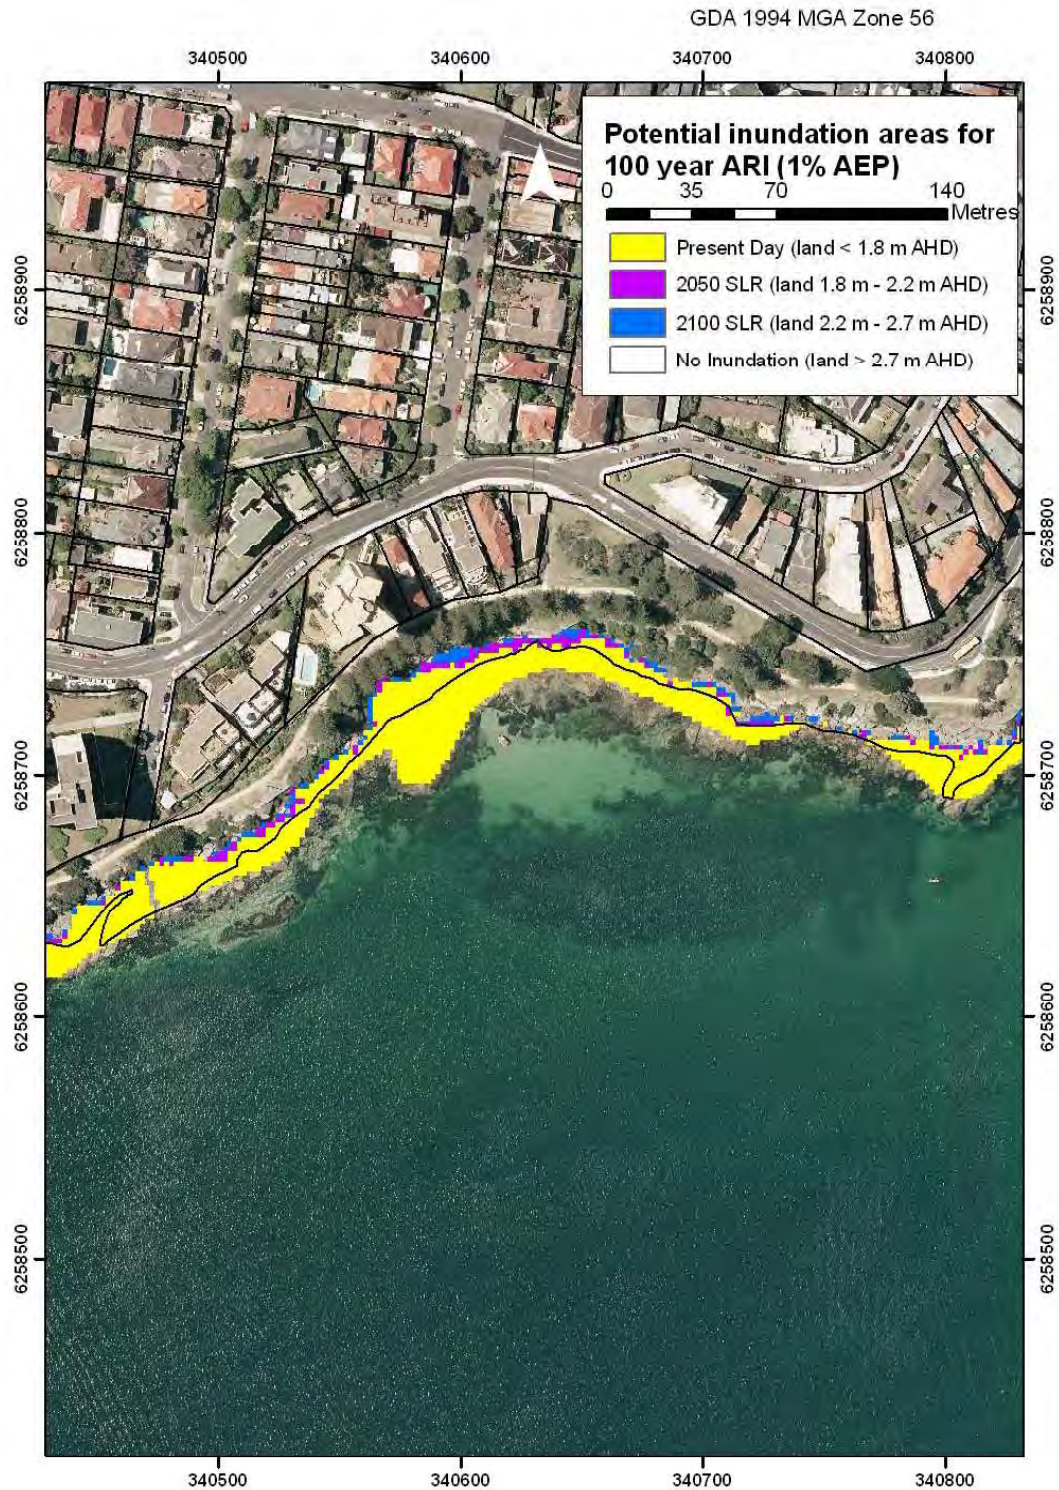 GDA 1994 MGA Zone 56
340500 340600 340700 340800
Potential inundation areas for
100 year ARI (1% AEP)
0 35 70 140
Metres
Present Day (land < 1.8 m AHD)
2050 SLR (land 1.8 m - 2.2 m AHD)
2100 SLR (land 2.2 m - 2.7 m AHD)
No Inundation (land > 2.7 m AHD)
6258900 6258900
6258800 6258800
6258700 6258700
6258600 6258600
6258500 6258500
340500 340600 340700 340800